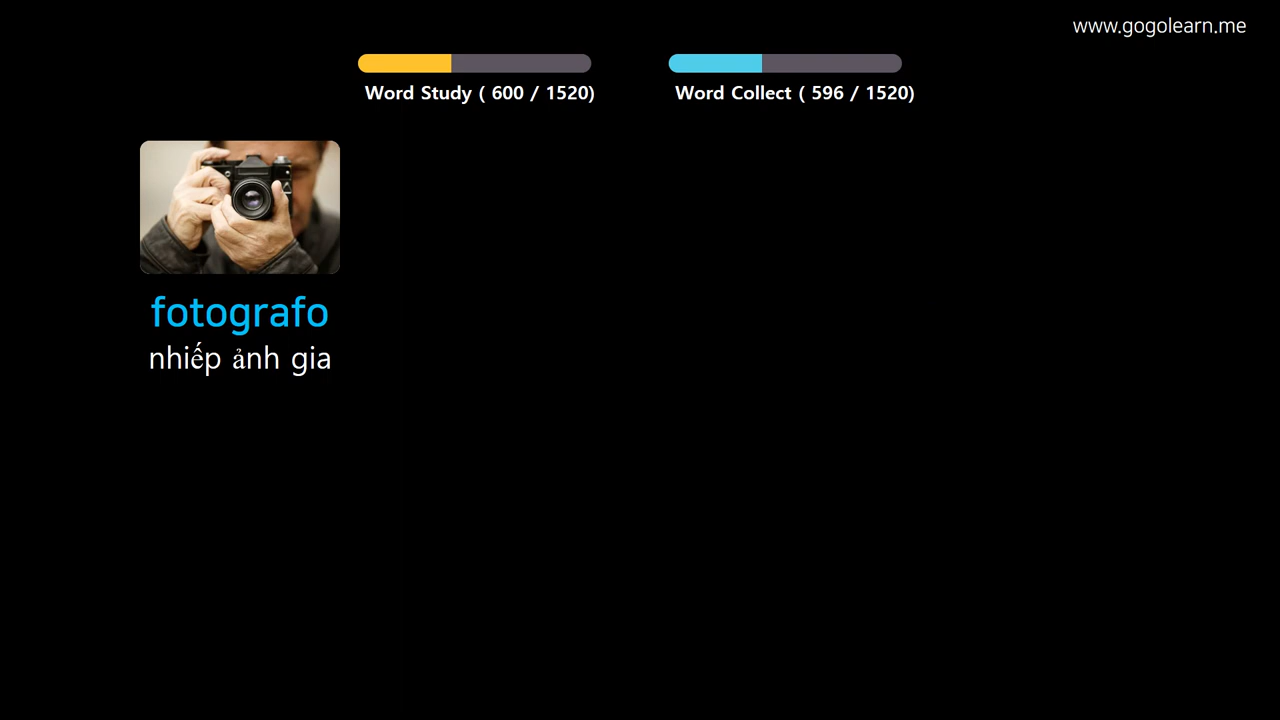 www.gogolearn.me
Word Study ( 600 / 1520)
Word Collect ( 596 / 1520)
fotografo
nhiếp ảnh gia